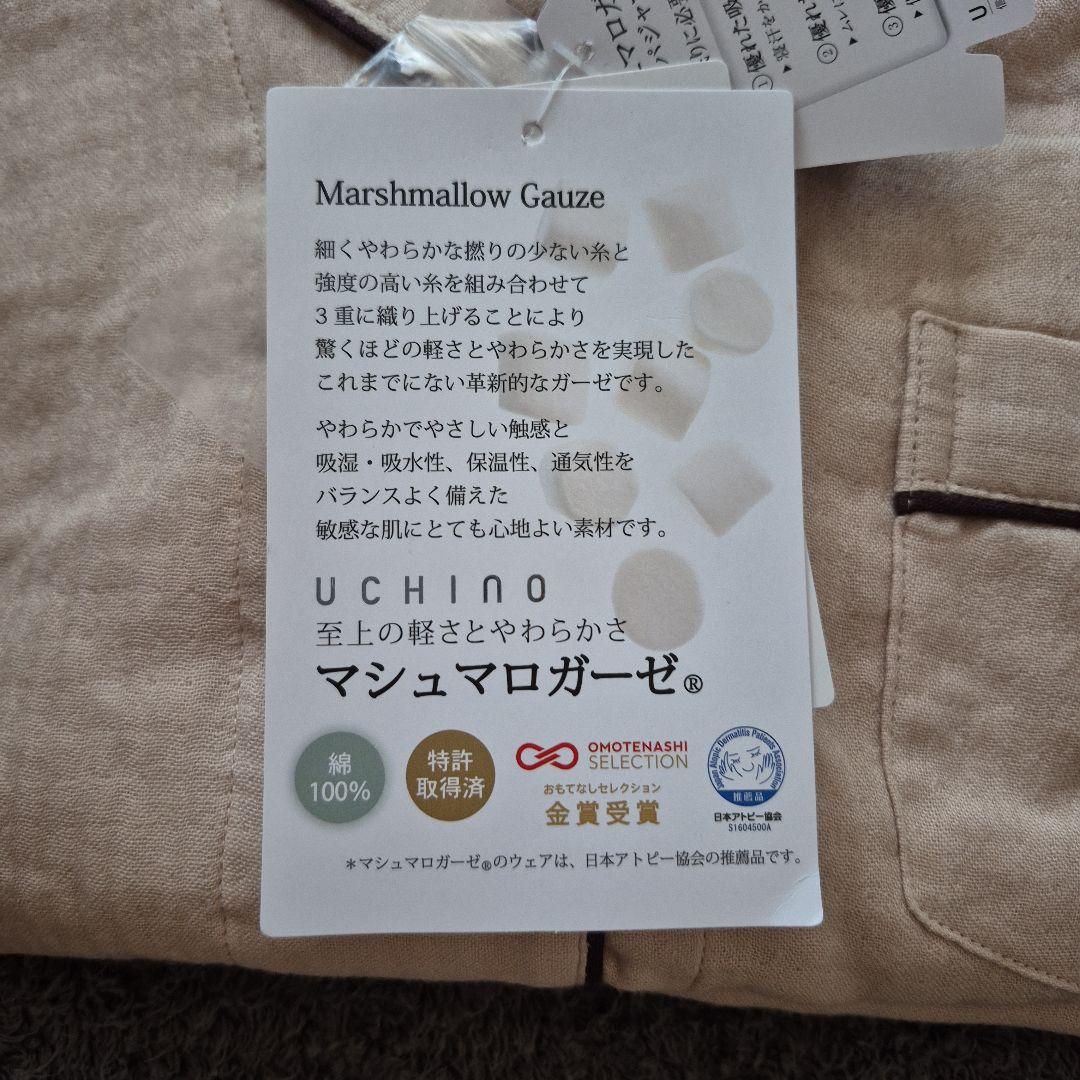 Marshmallow Gauze
細くやわらかな撚りの少ない糸と
強度の高い糸を組み合わせて
3重に織り上げることにより
驚くほどの軽さとやわらかさを実現した
これまでにない革新的なガーゼです。
やわらかでやさしい触感と
吸湿・吸水性、保温性、通気性を
バランスよく備えた
敏感な肌にとても心地よい素材です。
UCHINO
至上の軽さとやわらかさ
マシュマロガーゼ®
綿
100%
特許
取得済
OMOTENASHI
SELECTION
おもてなしセレクション
金賞受賞
Japan Atopic Dermatitis Patients Association
推薦品
日本アトピー協会
S1604500A
*マシュマロガーゼ®のウェアは、日本アトピー協会の推薦品です。